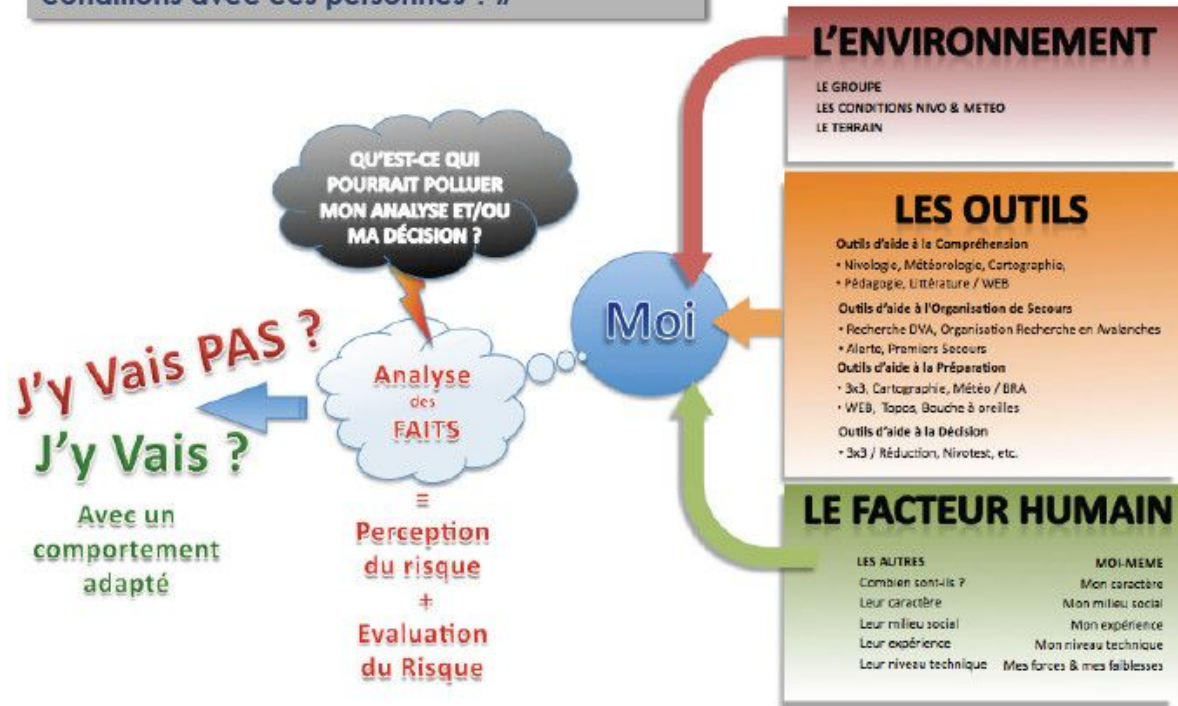 conditions avec ces personnes ? »
L'ENVIRONNEMENT
LE GROUPE
LES CONDITIONS NIVO & METEO
LE TERRAIN
QU'EST-CE QUI
POURRAIT POLLUER
MON ANALYSE ET/OU
MA DÉCISION ?
LES OUTILS
Outils d'aide à la Compréhension
• Nivologie, Météorologie, Cartographie,
• Pédagogie, Littérature / WEB
Outils d'aide à l'Organisation de Secours
• Recherche DVA, Organisation Recherche en Avalanches
• Alerte, Premiers Secours
Outils d'aide à la Préparation
• 3x3, Cartographie, Météo / BRA
• WEB, Topos, Bouche à oreilles
Outils d'aide à la Décision
• 3x3 / Réduction, Nivotest, etc.
Moi
J'y Vais PAS ?
J'y Vais ?
Avec un
comportement
adapté
Analyse
des
FAITS
=
Perception
du risque
+
Evaluation
du Risque
LE FACTEUR HUMAIN
LES AUTRES
Combien sont-ils ?
Leur caractère
Leur milieu social
Leur expérience
Leur niveau technique
MOI-MEME
Mon caractère
Mon milieu social
Mon expérience
Mon niveau technique
Mes forces & mes faiblesses